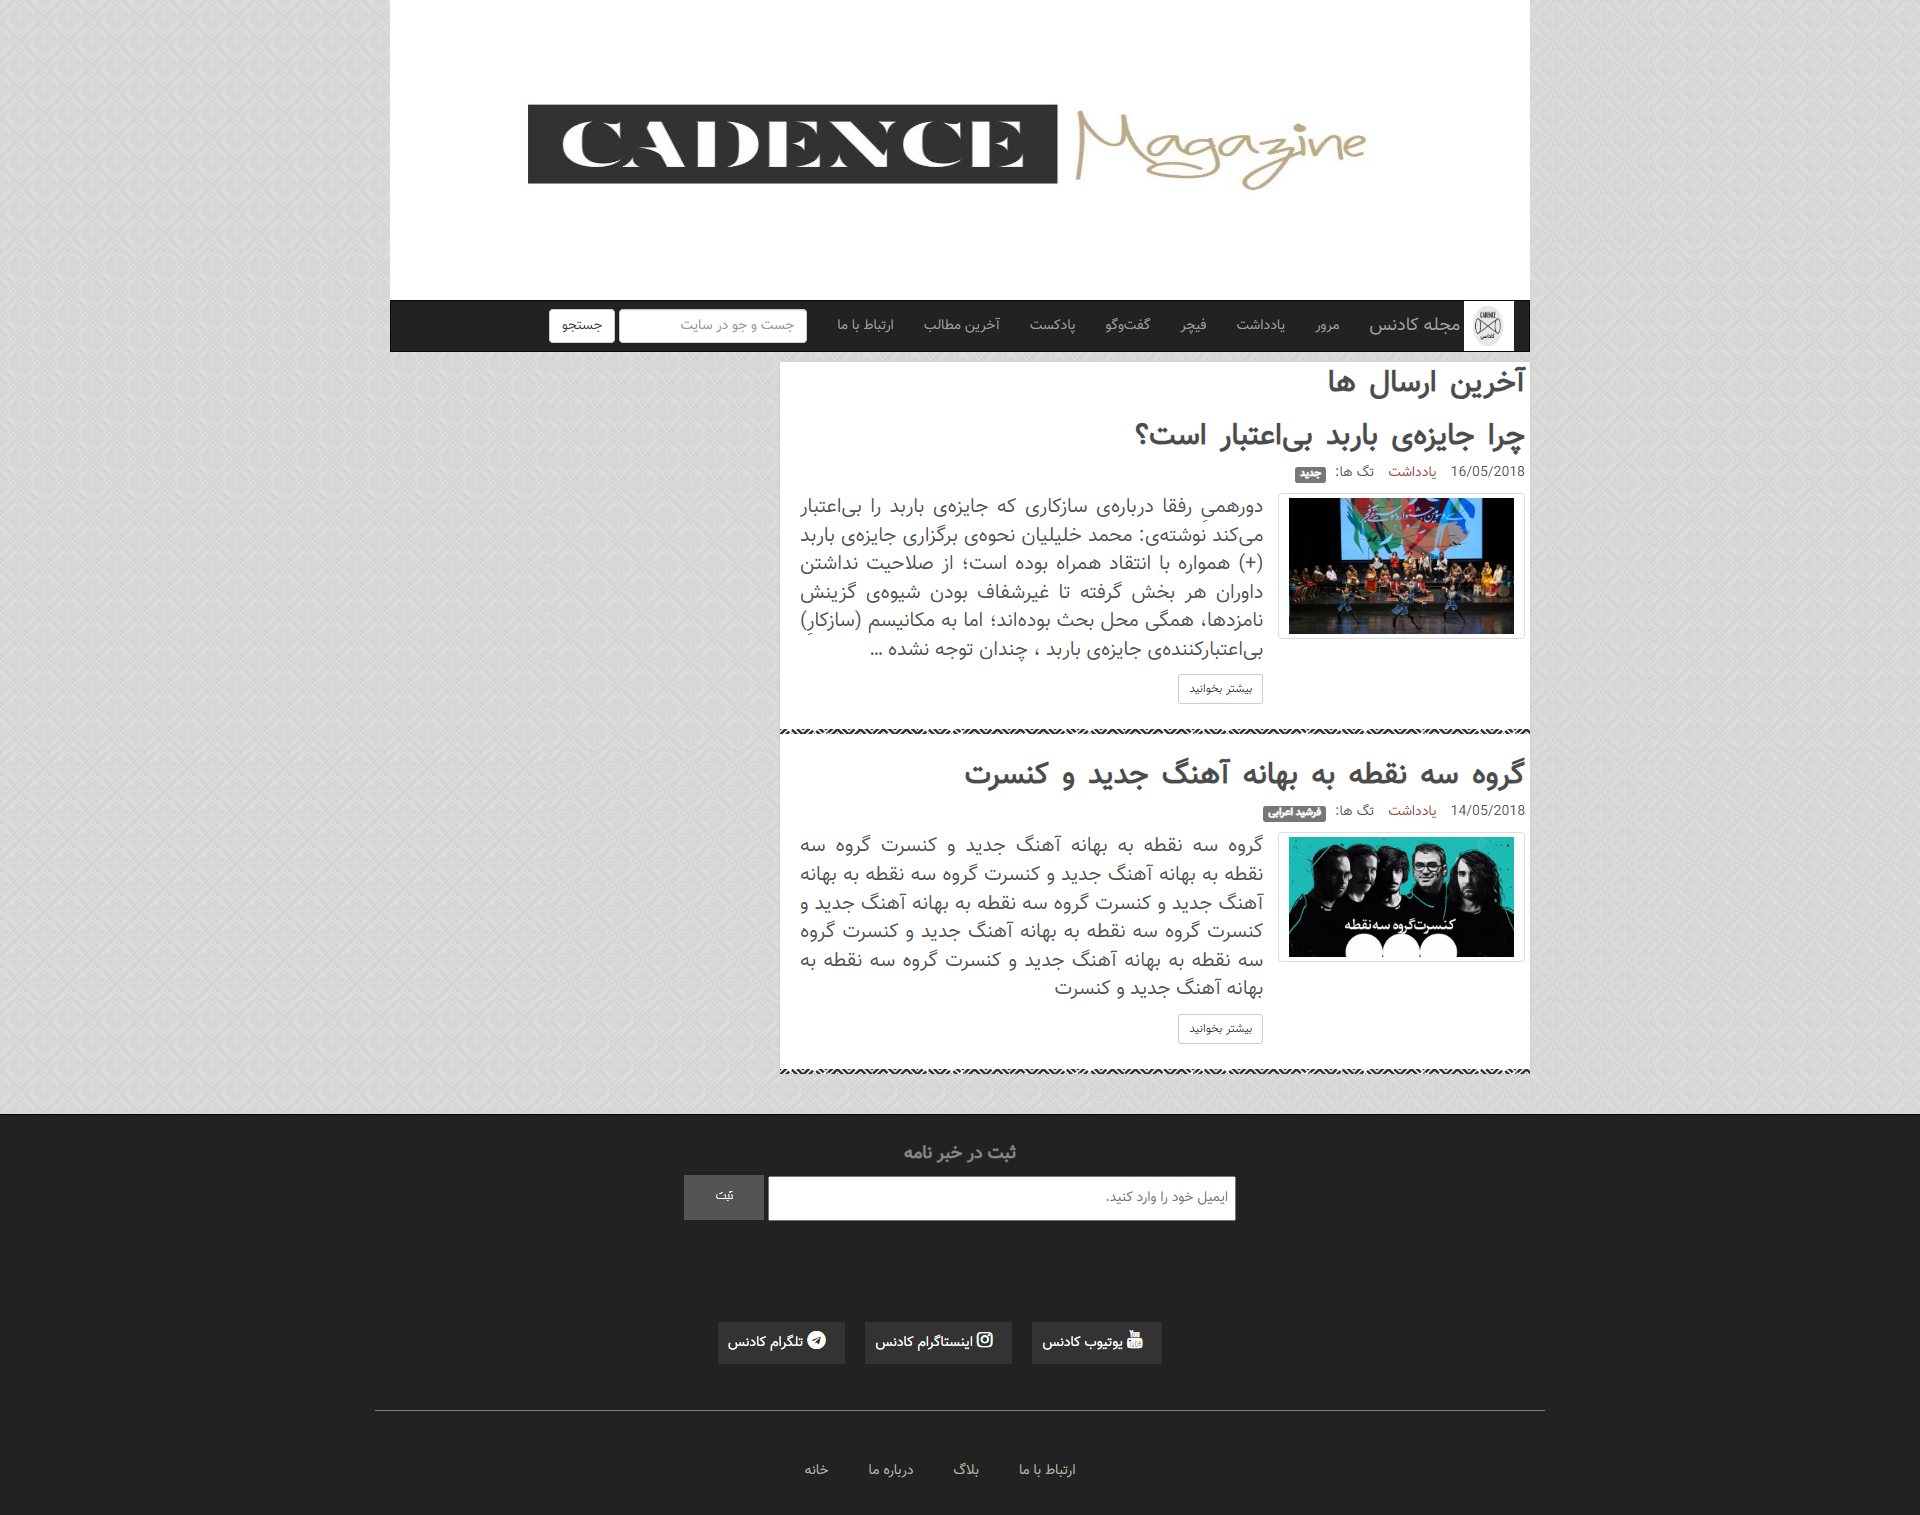 CADENCE Magazine
مجله کادنس مرور یادداشت فیچر گفت‌وگو پادکست آخرین مطالب ارتباط با ما جست و جو در سایت جستجو
آخرین ارسال ها
چرا جایزه‌ی باربد بی‌اعتبار است؟
16/05/2018 یادداشت تگ ها: جدید
دورهمیِ رفقا درباره‌ی سازکاری که جایزه‌ی باربد را بی‌اعتبار
می‌کند نوشته‌ی: محمد خلیلیان نحوه‌ی برگزاری جایزه‌ی باربد
(+) همواره با انتقاد همراه بوده است؛ از صلاحیت نداشتن
داوران هر بخش گرفته تا غیرشفاف بودن شیوه‌ی گزینش
نامزدها، همگی محل بحث بوده‌اند؛ اما به مکانیسم (سازکارِ)
بی‌اعتبارکننده‌ی جایزه‌ی باربد ، چندان توجه نشده ...
بیشتر بخوانید
گروه سه نقطه به بهانه آهنگ جدید و کنسرت
14/05/2018 یادداشت تگ ها: فرشید اعرابی
کنسرت گروه سه نقطه
گروه سه نقطه به بهانه آهنگ جدید و کنسرت گروه سه
نقطه به بهانه آهنگ جدید و کنسرت گروه سه نقطه به بهانه
آهنگ جدید و کنسرت گروه سه نقطه به بهانه آهنگ جدید و
کنسرت گروه سه نقطه به بهانه آهنگ جدید و کنسرت گروه
سه نقطه به بهانه آهنگ جدید و کنسرت گروه سه نقطه به
بهانه آهنگ جدید و کنسرت
بیشتر بخوانید
ثبت در خبر نامه
ایمیل خود را وارد کنید. ثبت
یوتیوب کادنس اینستاگرام کادنس تلگرام کادنس
ارتباط با ما بلاگ درباره ما خانه